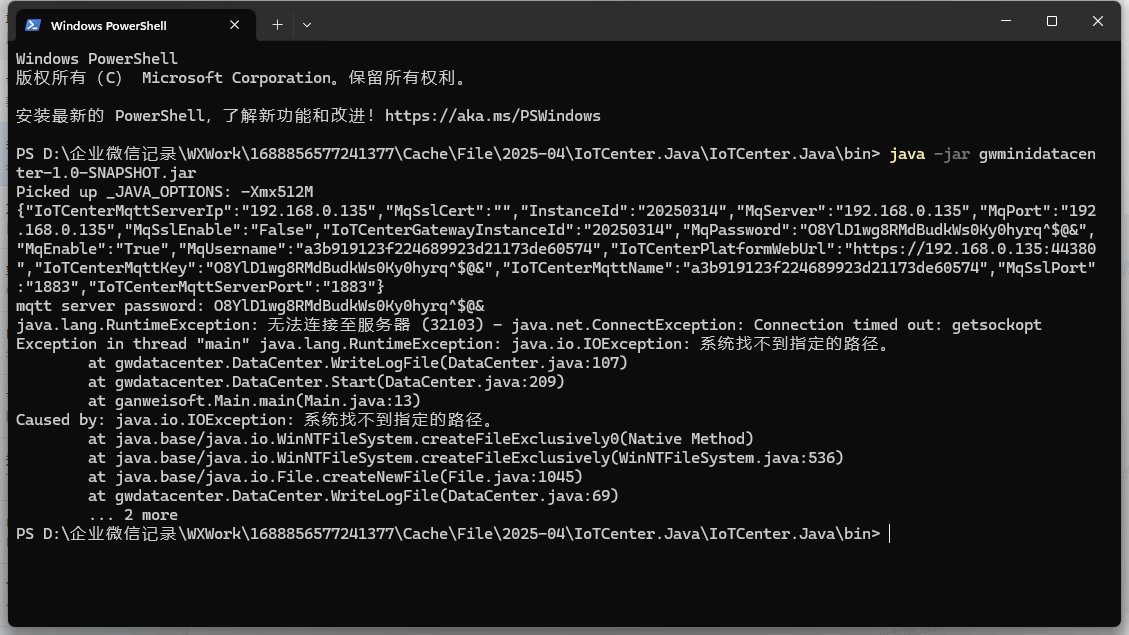 Windows PowerShell
Windows PowerShell
版权所有（C） Microsoft Corporation。保留所有权利。
安装最新的 PowerShell，了解新功能和改进！https://aka.ms/PSWindows
PS D:\企业微信记录\WXWork\1688856577241377\Cache\File\2025-04\IoTCenter.Java\IoTCenter.Java\bin> java -jar gwminidatacen
ter-1.0-SNAPSHOT.jar
Picked up _JAVA_OPTIONS: -Xmx512M
{"IoTCenterMqttServerIp":"192.168.0.135","MqSslCert":"","InstanceId":"20250314","MqServer":"192.168.0.135","MqPort":"192
.168.0.135","MqSslEnable":"False","IoTCenterGatewayInstanceId":"20250314","MqPassword":"O8YlD1wg8RMdBudkWs0Ky0hyrq^$@&",
"MqEnable":"True","MqUsername":"a3b919123f224689923d21173de60574","IoTCenterPlatformWebUrl":"https://192.168.0.135:44380
","IoTCenterMqttKey":"O8YlD1wg8RMdBudkWs0Ky0hyrq^$@&","IoTCenterMqttName":"a3b919123f224689923d21173de60574","MqSslPort"
:"1883","IoTCenterMqttServerPort":"1883"}
mqtt server password: O8YlD1wg8RMdBudkWs0Ky0hyrq^$@&
java.lang.RuntimeException: 无法连接至服务器 (32103) - java.net.ConnectException: Connection timed out: getsockopt
Exception in thread "main" java.lang.RuntimeException: java.io.IOException: 系统找不到指定的路径。
at gwdatacenter.DataCenter.WriteLogFile(DataCenter.java:107)
at gwdatacenter.DataCenter.Start(DataCenter.java:209)
at ganweisoft.Main.main(Main.java:13)
Caused by: java.io.IOException: 系统找不到指定的路径。
at java.base/java.io.WinNTFileSystem.createFileExclusively0(Native Method)
at java.base/java.io.WinNTFileSystem.createFileExclusively(WinNTFileSystem.java:536)
at java.base/java.io.File.createNewFile(File.java:1045)
at gwdatacenter.DataCenter.WriteLogFile(DataCenter.java:69)
... 2 more
PS D:\企业微信记录\WXWork\1688856577241377\Cache\File\2025-04\IoTCenter.Java\IoTCenter.Java\bin>